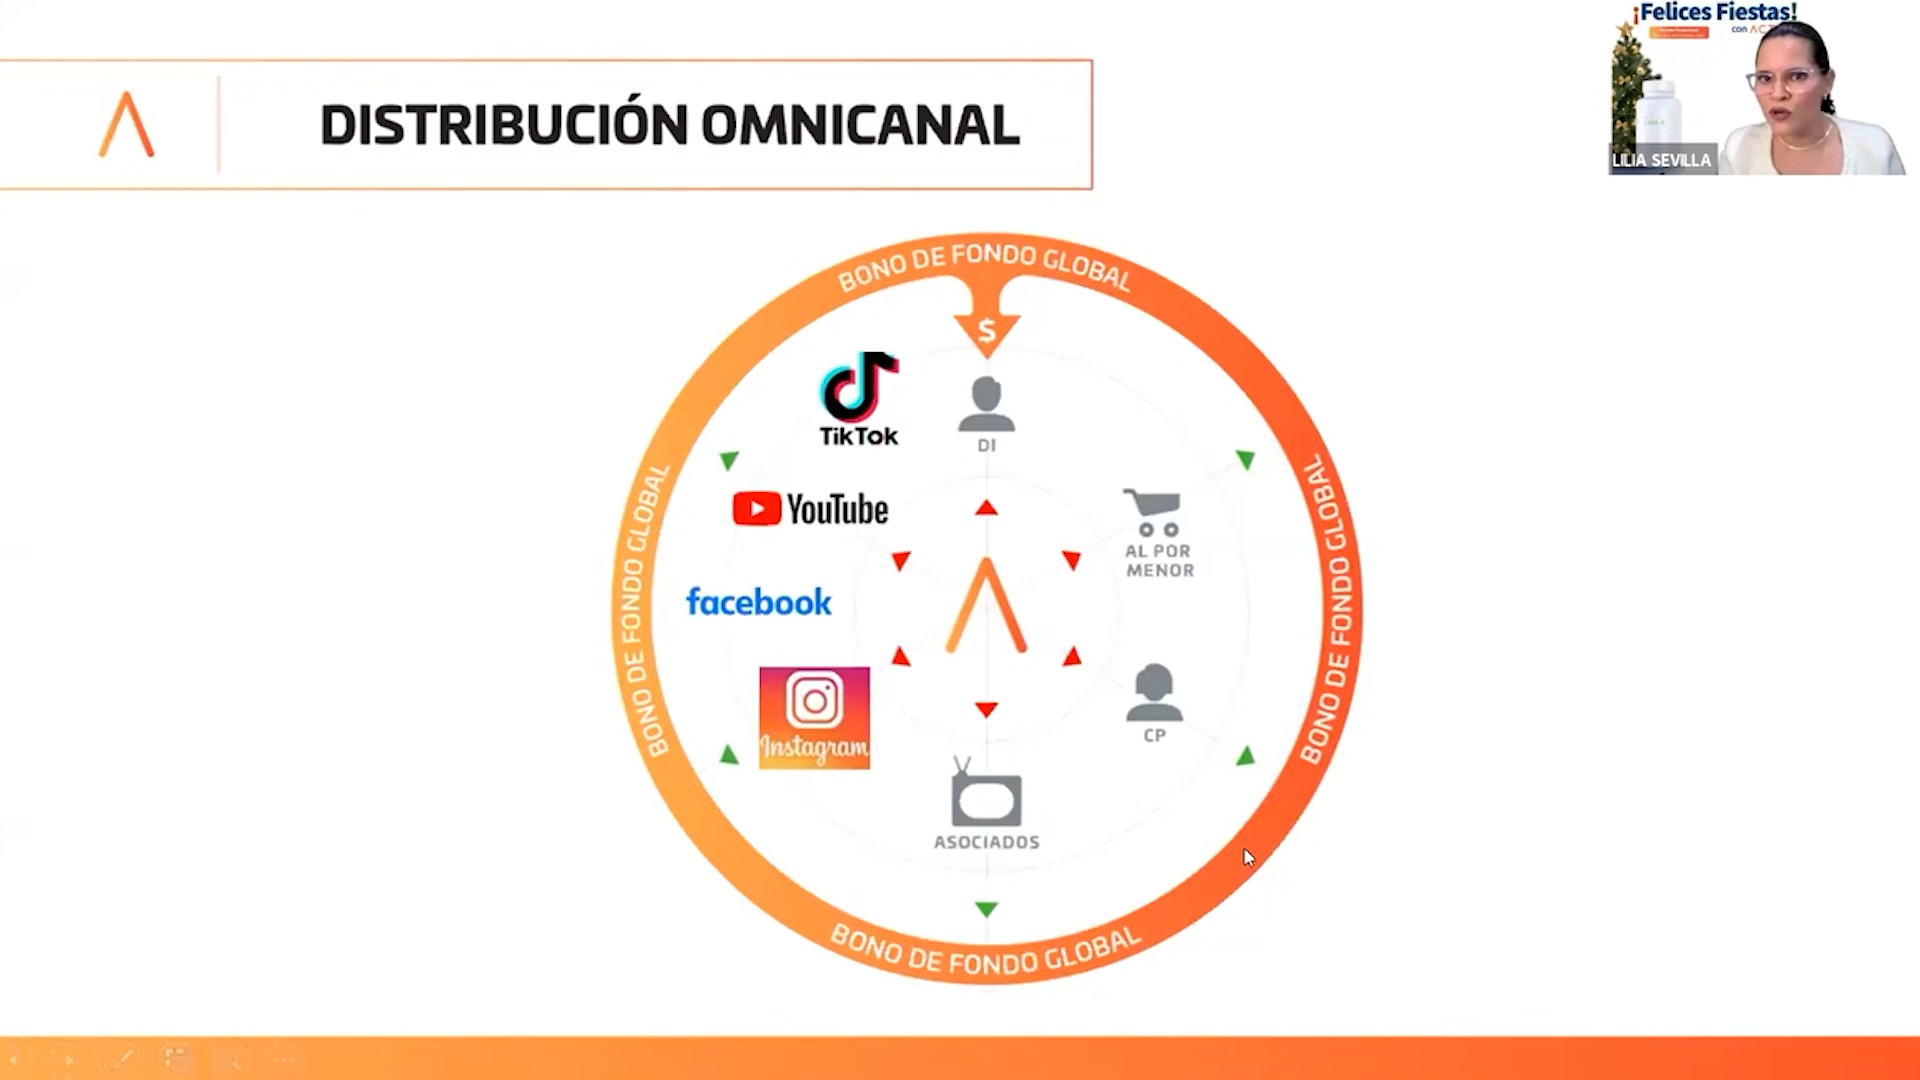 ¡Felices Fiestas!
con
LILIA SEVILLA
DISTRIBUCIÓN OMNICANAL
BONO DE FONDO GLOBAL
$
TikTok
DI
YouTube
AL POR
MENOR
facebook
BONO DE FONDO GLOBAL
BONO DE FONDO GLOBAL
Instagram
CP
ASOCIADOS
BONO DE FONDO GLOBAL